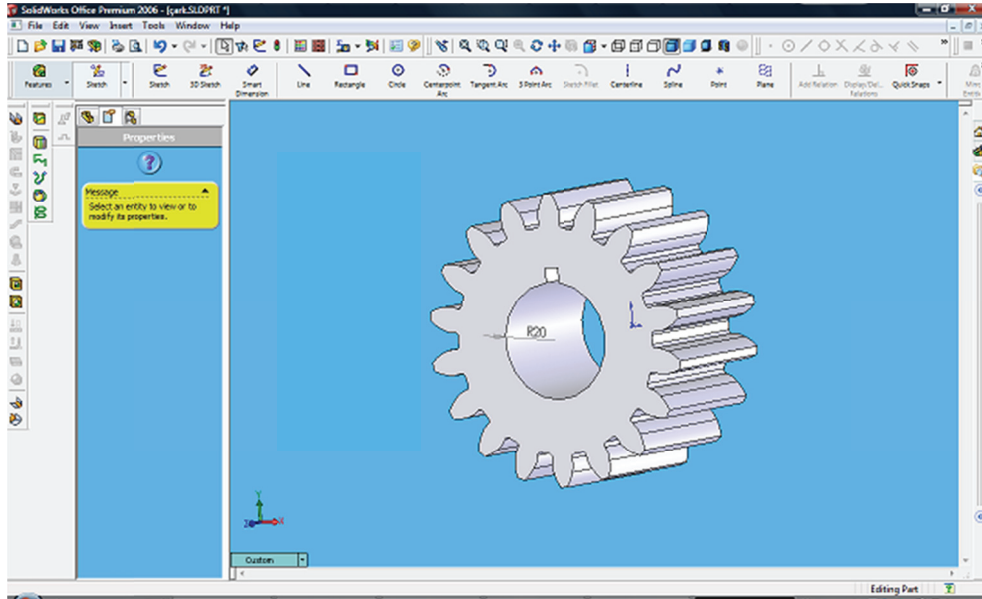 SolidWorks Office Premium 2006 - [çark.SLDPRT *]
File Edit View Insert Tools Window Help
Features Sketch Sketch 3D Sketch Smart Dimension Line Rectangle Circle Centerpoint Arc Tangent Arc 3 Point Arc Sketch Fillet Centerline Spline Point Plane Add Relation Display/Del... Relations Quick Snaps
Properties
?
Message
Select an entity to view or to
modify its properties.
R20
Y
Z X
Custom
Editing Part